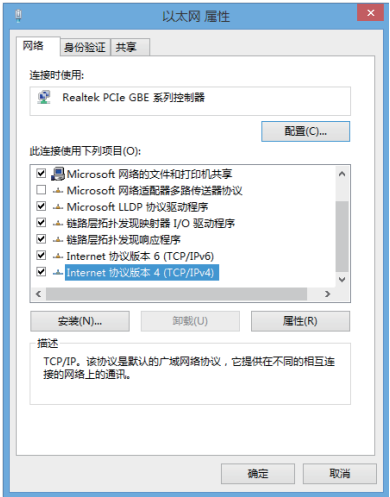 以太网 属性
网络 身份验证 共享
连接时使用:
Realtek PCIe GBE 系列控制器
配置(C)...
此连接使用下列项目(O):
Microsoft 网络的文件和打印机共享
Microsoft 网络适配器多路传送器协议
Microsoft LLDP 协议驱动程序
链路层拓扑发现映射器 I/O 驱动程序
链路层拓扑发现响应程序
Internet 协议版本 6 (TCP/IPv6)
Internet 协议版本 4 (TCP/IPv4)
安装(N)... 卸载(U) 属性(R)
描述
TCP/IP。该协议是默认的广域网络协议，它提供在不同的相互连
接的网络上的通讯。
确定 取消